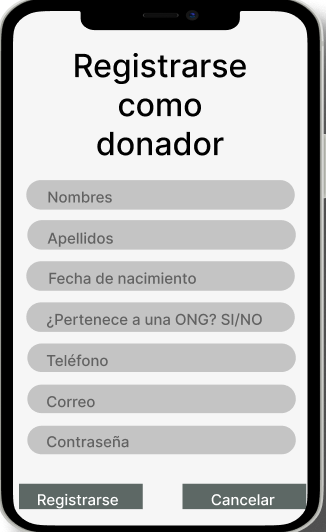 Registrarse
como
donador
Nombres
Apellidos
Fecha de nacimiento
¿Pertenece a una ONG? SI/NO
Teléfono
Correo
Contraseña
Registrarse
Cancelar